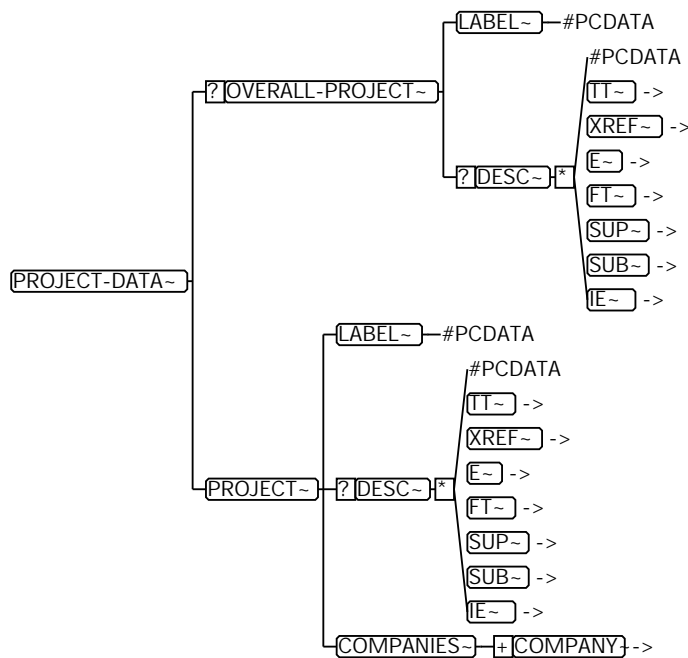 LABEL~ #PCDATA
#PCDATA
? OVERALL-PROJECT~ TT~ ->
XREF~ ->
E~ ->
? DESC~ *
FT~ ->
SUP~ ->
SUB~ ->
PROJECT-DATA~
IE~ ->
LABEL~ #PCDATA
#PCDATA
TT~ ->
XREF~ ->
E~ ->
PROJECT~ ? DESC~ *
FT~ ->
SUP~ ->
SUB~ ->
IE~ ->
COMPANIES~ + COMPANY~ ->